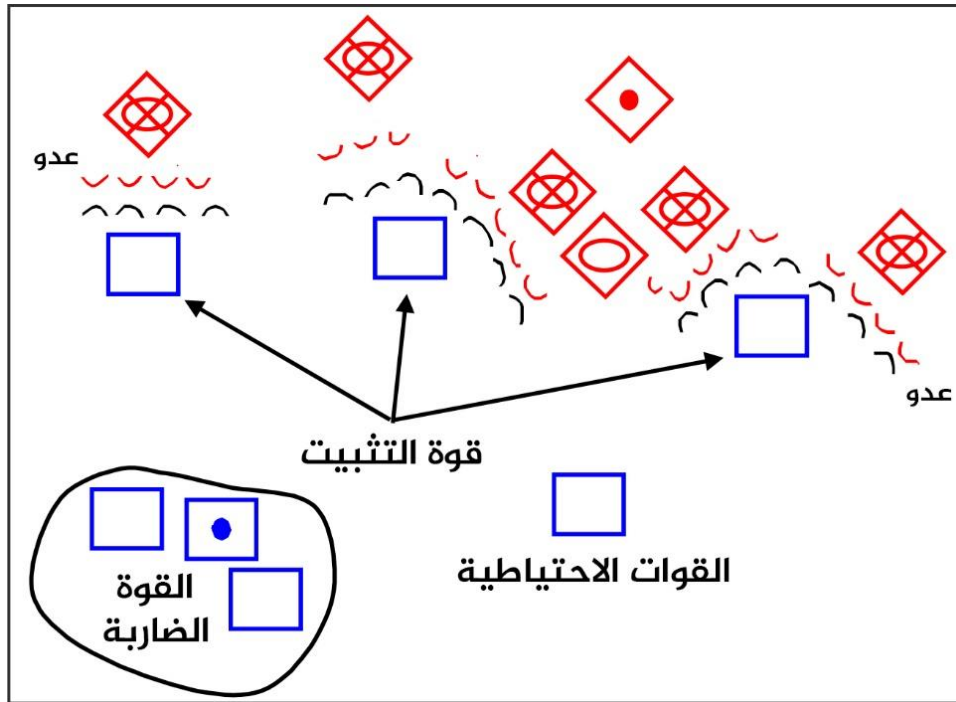 عدو
عدو
قوة التثبيت
القوات الاحتياطية
القوة
الضاربة